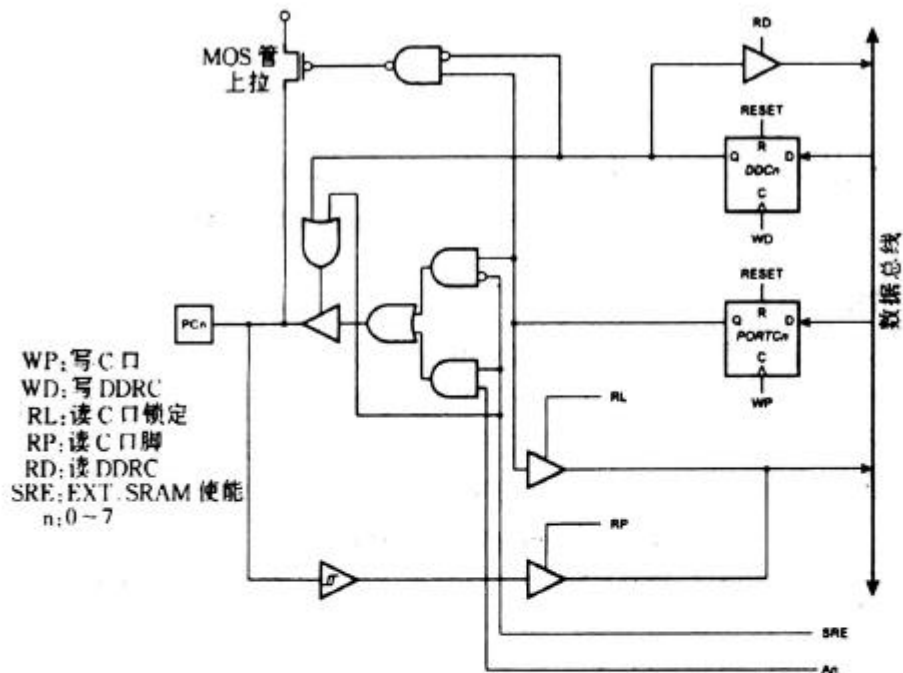 MOS 管
上拉
RD
RESET
R
Q
D
DDCn
C
WD
RESET
R
Q
D
PORTCn
C
WP
数据总线
PCn
RL
RP
SRE
An
WP:写 C 口
WD:写 DDRC
RL:读 C 口锁定
RP:读 C 口脚
RD:读 DDRC
SRE:EXT.SRAM 使能
n:0~7